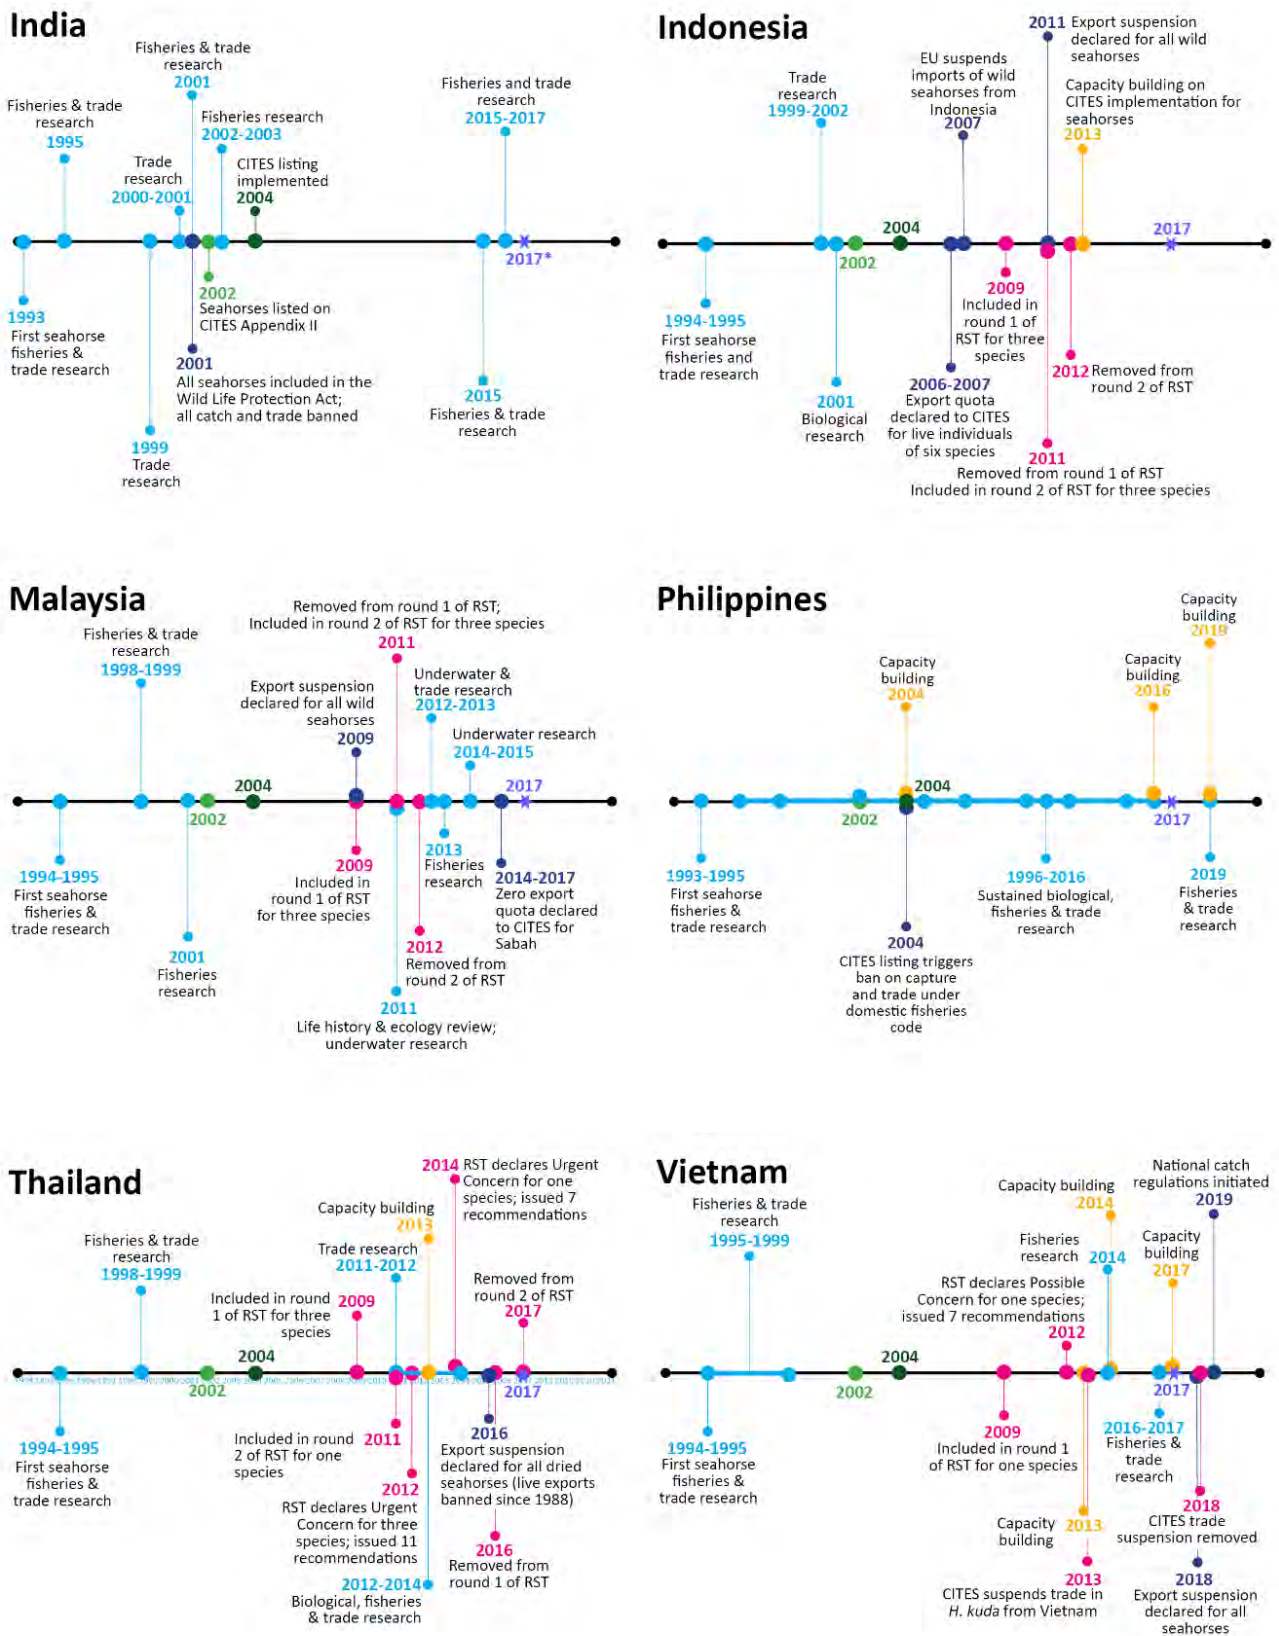 India
Fisheries & trade
research
2001
Fisheries & trade
research
1995
Fisheries research
2002-2003
Trade
research
2000-2001
CITES listing
implemented
2004
Fisheries and trade
research
2015-2017
2017*
1993
First seahorse
fisheries &
trade research
2002
Seahorses listed on
CITES Appendix II
2001
All seahorses included in the
Wild Life Protection Act;
all catch and trade banned
1999
Trade
research
2015
Fisheries & trade
research
Indonesia
2011 Export suspension
declared for all wild
seahorses
Trade
research
1999-2002
EU suspends
imports of wild
seahorses from
Indonesia
2007
Capacity building on
CITES implementation for
seahorses
2013
2004
2017
2002
1994-1995
First seahorse
fisheries and
trade research
2009
Included in
round 1 of
RST for three
species
2001
Biological
research
2006-2007
Export quota
declared to CITES
for live individuals
of six species
2012 Removed from
round 2 of RST
2011
Removed from round 1 of RST
Included in round 2 of RST for three species
Malaysia
Removed from round 1 of RST;
Included in round 2 of RST for three species
2011
Fisheries & trade
research
1998-1999
Export suspension
declared for all wild
seahorses
2009
Underwater &
trade research
2012-2013
Underwater research
2014-2015
2004
2017
2002
1994-1995
First seahorse
fisheries &
trade research
2001
Fisheries
research
2009
Included in
round 1 of RST
for three species
2013
Fisheries
research
2014-2017
Zero export
quota declared
to CITES for
Sabah
2012
Removed from
round 2 of RST
2011
Life history & ecology review;
underwater research
Philippines
Capacity
building
2004
Capacity
building
2016
Capacity
building
2019
2004
2002
2017
1993-1995
First seahorse
fisheries &
trade research
2004
CITES listing triggers
ban on capture
and trade under
domestic fisheries
code
1996-2016
Sustained biological,
fisheries & trade
research
2019
Fisheries
& trade
research
Thailand
2014 RST declares Urgent
Concern for one
species; issued 7
recommendations
Fisheries & trade
research
1998-1999
Capacity building
2013
Trade research
2011-2012
Included in round
1 of RST for three
species
2009
Removed from
round 2 of RST
2017
2004
2002
2017
1994-1995
First seahorse
fisheries &
trade research
Included in round
2 of RST for one
species
2011
2012
RST declares Urgent
Concern for three
species; issued 11
recommendations
2012-2014
Biological, fisheries
& trade research
2016
Export suspension
declared for all dried
seahorses (live exports
banned since 1988)
2016
Removed from
round 1 of RST
Vietnam
Fisheries & trade
research
1995-1999
Capacity building
2014
National catch
regulations initiated
2019
Fisheries
research
2014
Capacity
building
2017
RST declares Possible
Concern for one species;
issued 7 recommendations
2012
2004
2002
2017
1994-1995
First seahorse
fisheries &
trade research
2009
Included in round 1
of RST for one species
2016-2017
Fisheries &
trade
research
Capacity
building
2013
2013
CITES suspends trade in
H. kuda from Vietnam
2018
CITES trade
suspension removed
2018
Export suspension
declared for all
seahorses